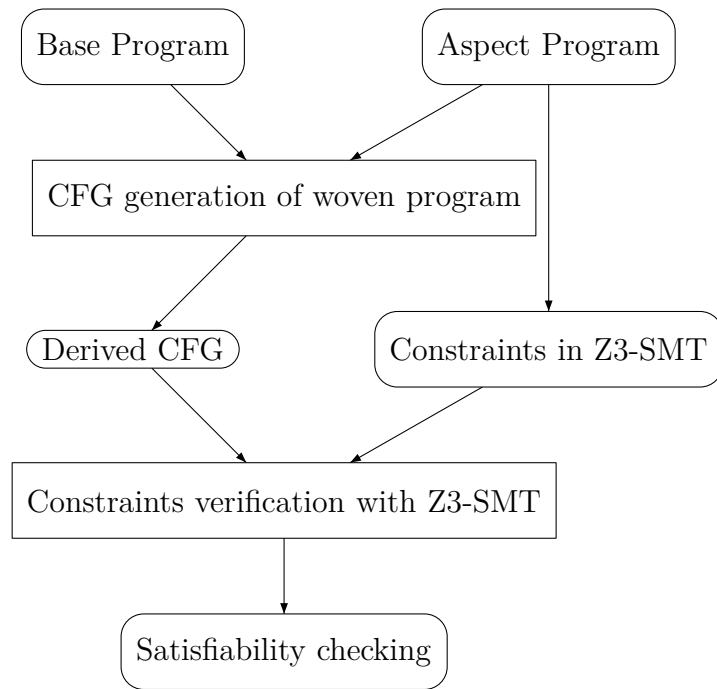 Base Program
Aspect Program
CFG generation of woven program
Derived CFG
Constraints in Z3-SMT
Constraints verification with Z3-SMT
Satisfiability checking